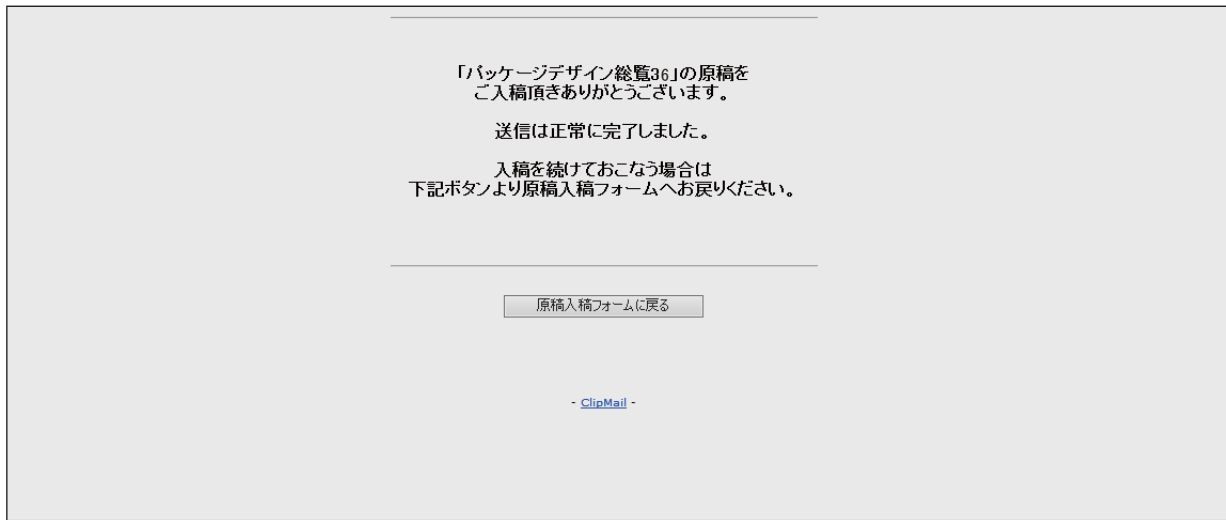 「パッケージデザイン総覧36」の原稿を
ご入稿頂きありがとうございます。
送信は正常に完了しました。
入稿を続けておこなう場合は
下記ボタンより原稿入稿フォームへお戻りください。
原稿入稿フォームに戻る
- ClipMail -